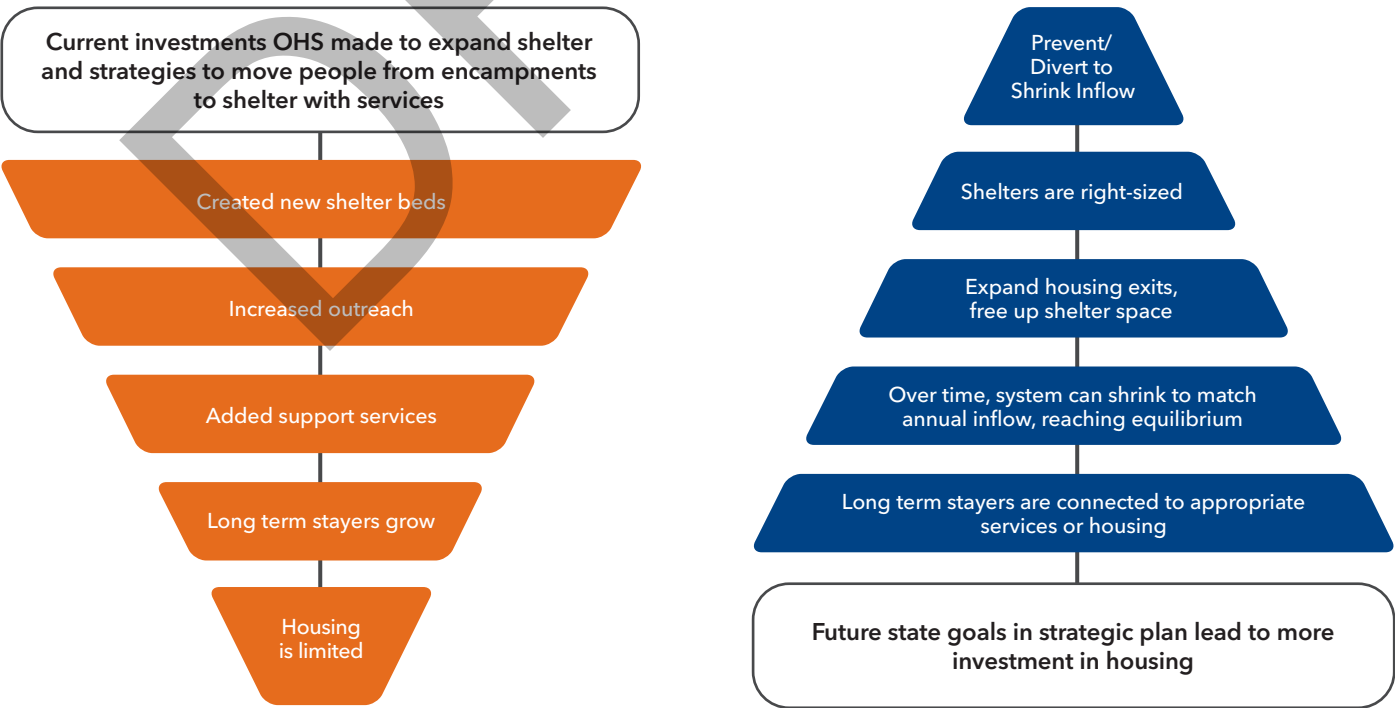 Current investments OHS made to expand shelter
and strategies to move people from encampments
to shelter with services
Created new shelter beds
Increased outreach
Added support services
Long term stayers grow
Housing
is limited
Prevent/
Divert to
Shrink Inflow
Shelters are right-sized
Expand housing exits,
free up shelter space
Over time, system can shrink to match
annual inflow, reaching equilibrium
Long term stayers are connected to appropriate
services or housing
Future state goals in strategic plan lead to more
investment in housing